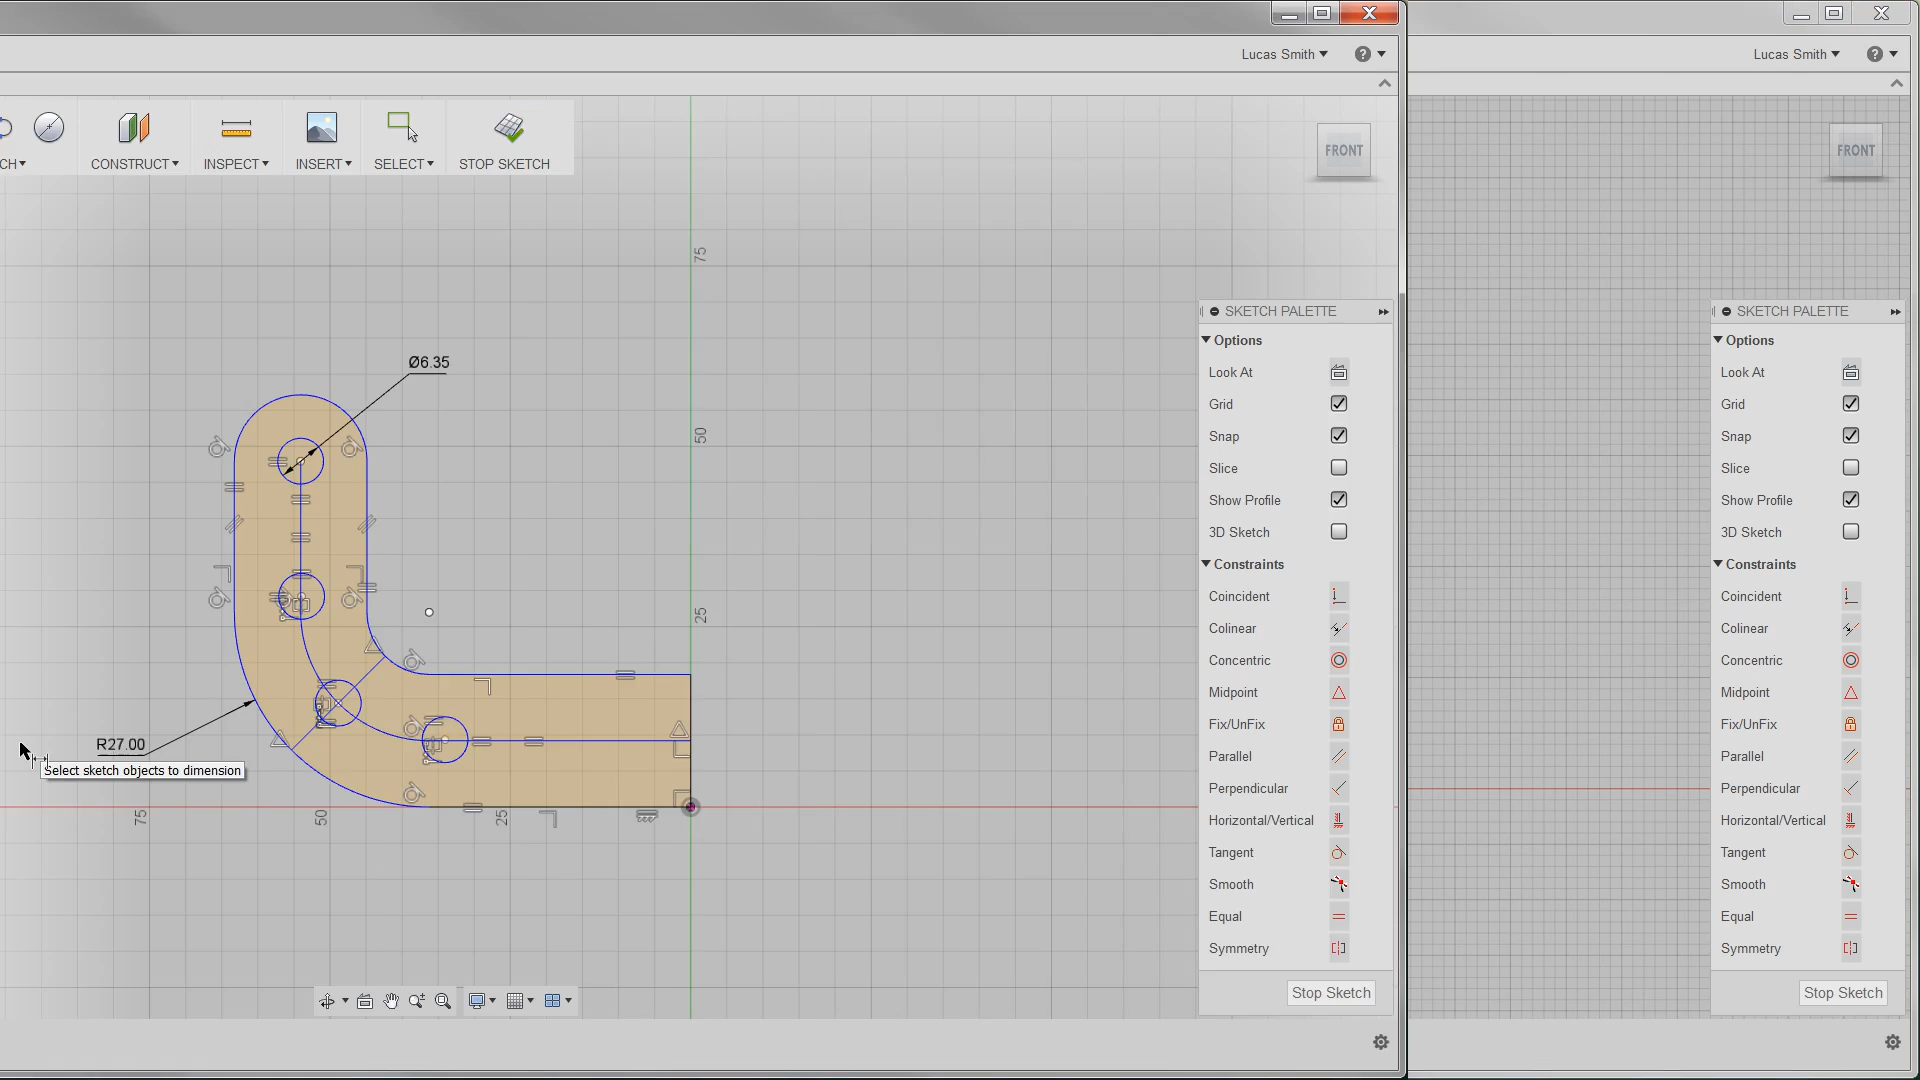 Lucas Smith
Lucas Smith
CH
CONSTRUCT
INSPECT
INSERT
SELECT
STOP SKETCH
FRONT
FRONT
75
50
25
Ø6.35
R27.00
Select sketch objects to dimension
75
50
25
SKETCH PALETTE
Options
Look At
Grid
Snap
Slice
Show Profile
3D Sketch
Constraints
Coincident
Colinear
Concentric
Midpoint
Fix/UnFix
Parallel
Perpendicular
Horizontal/Vertical
Tangent
Smooth
Equal
Symmetry
Stop Sketch
SKETCH PALETTE
Options
Look At
Grid
Snap
Slice
Show Profile
3D Sketch
Constraints
Coincident
Colinear
Concentric
Midpoint
Fix/UnFix
Parallel
Perpendicular
Horizontal/Vertical
Tangent
Smooth
Equal
Symmetry
Stop Sketch